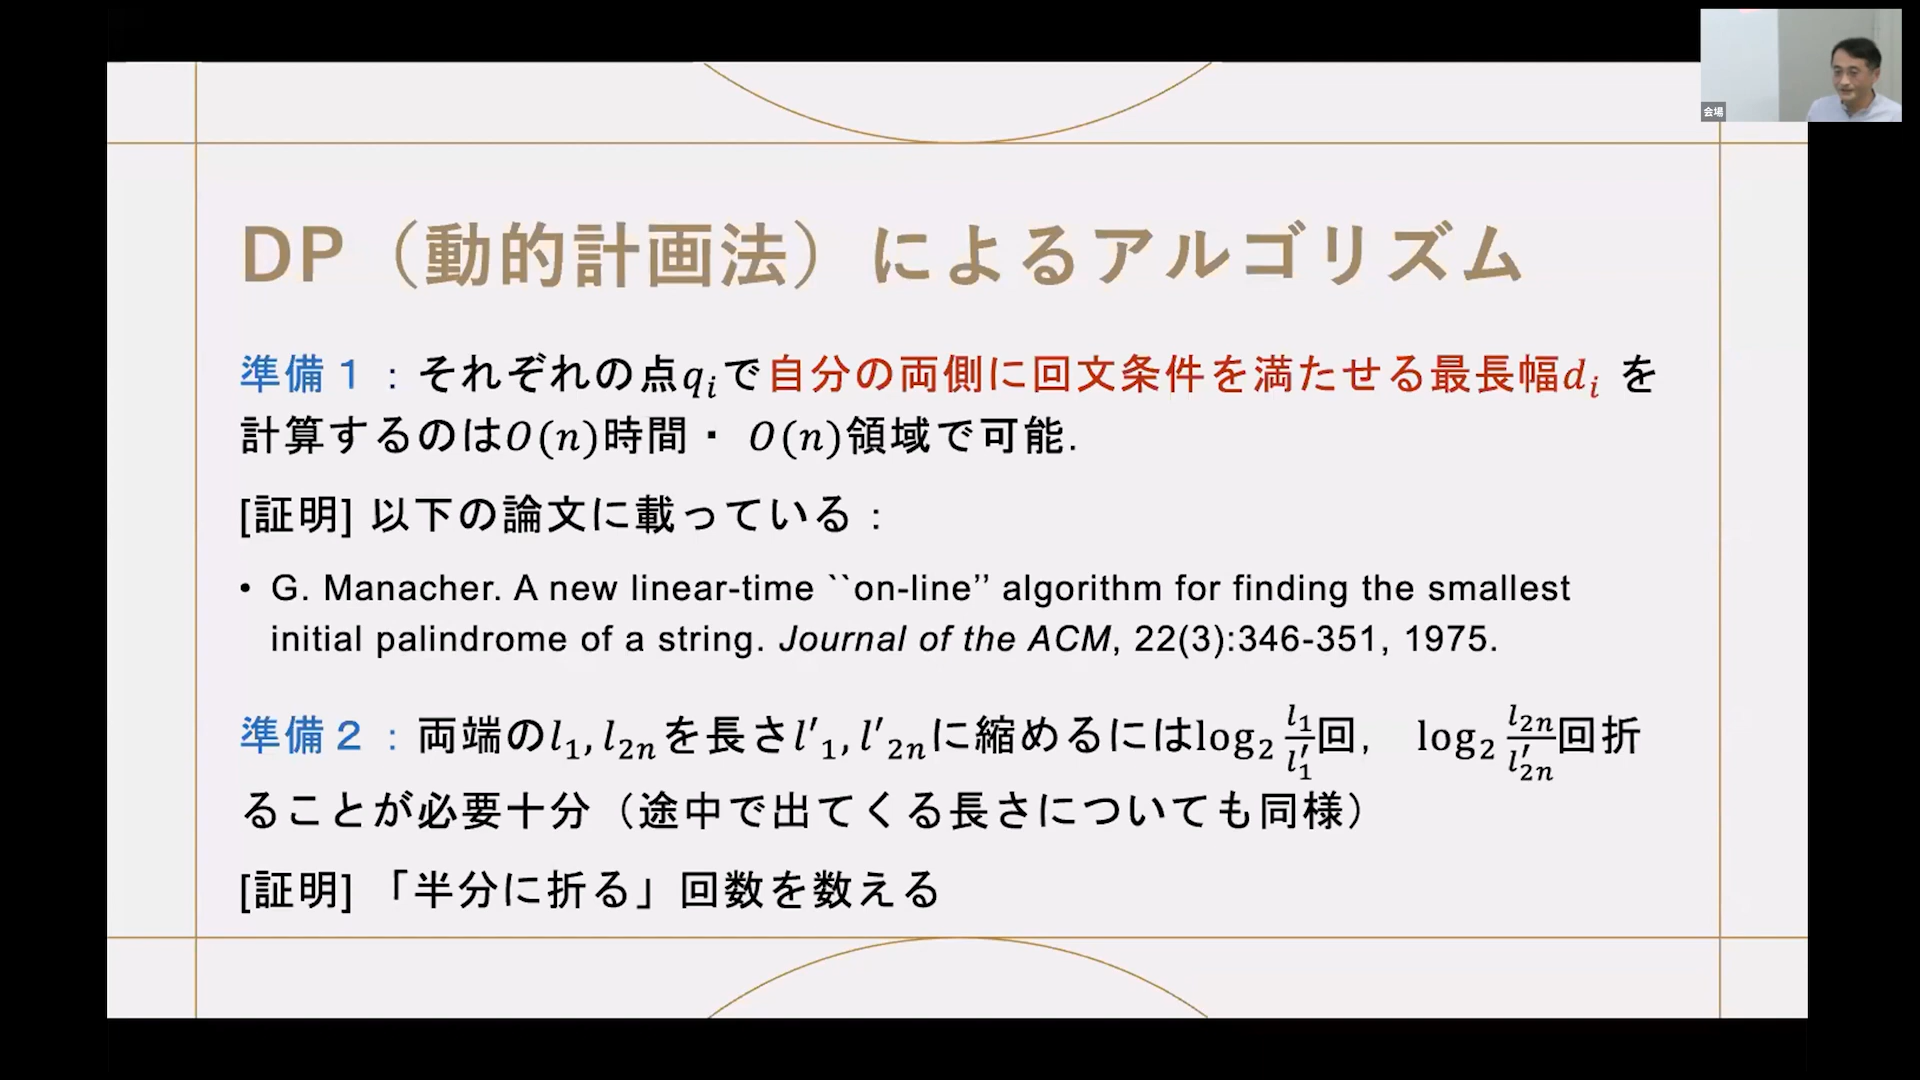 会場
DP（動的計画法）によるアルゴリズム
準備１：それぞれの点qᵢで自分の両側に回文条件を満たせる最長幅dᵢ を
計算するのはO(n)時間・ O(n)領域で可能.
[証明] 以下の論文に載っている：
• G. Manacher. A new linear-time ``on-line’’ algorithm for finding the smallest
initial palindrome of a string. Journal of the ACM, 22(3):346-351, 1975.
準備２：両端のl₁, l₂ₙを長さl′₁, l′₂ₙに縮めるにはlog₂ l₁/l′₁回, log₂ l₂ₙ/l′₂ₙ回折
ることが必要十分（途中で出てくる長さについても同様）
[証明] 「半分に折る」回数を数える